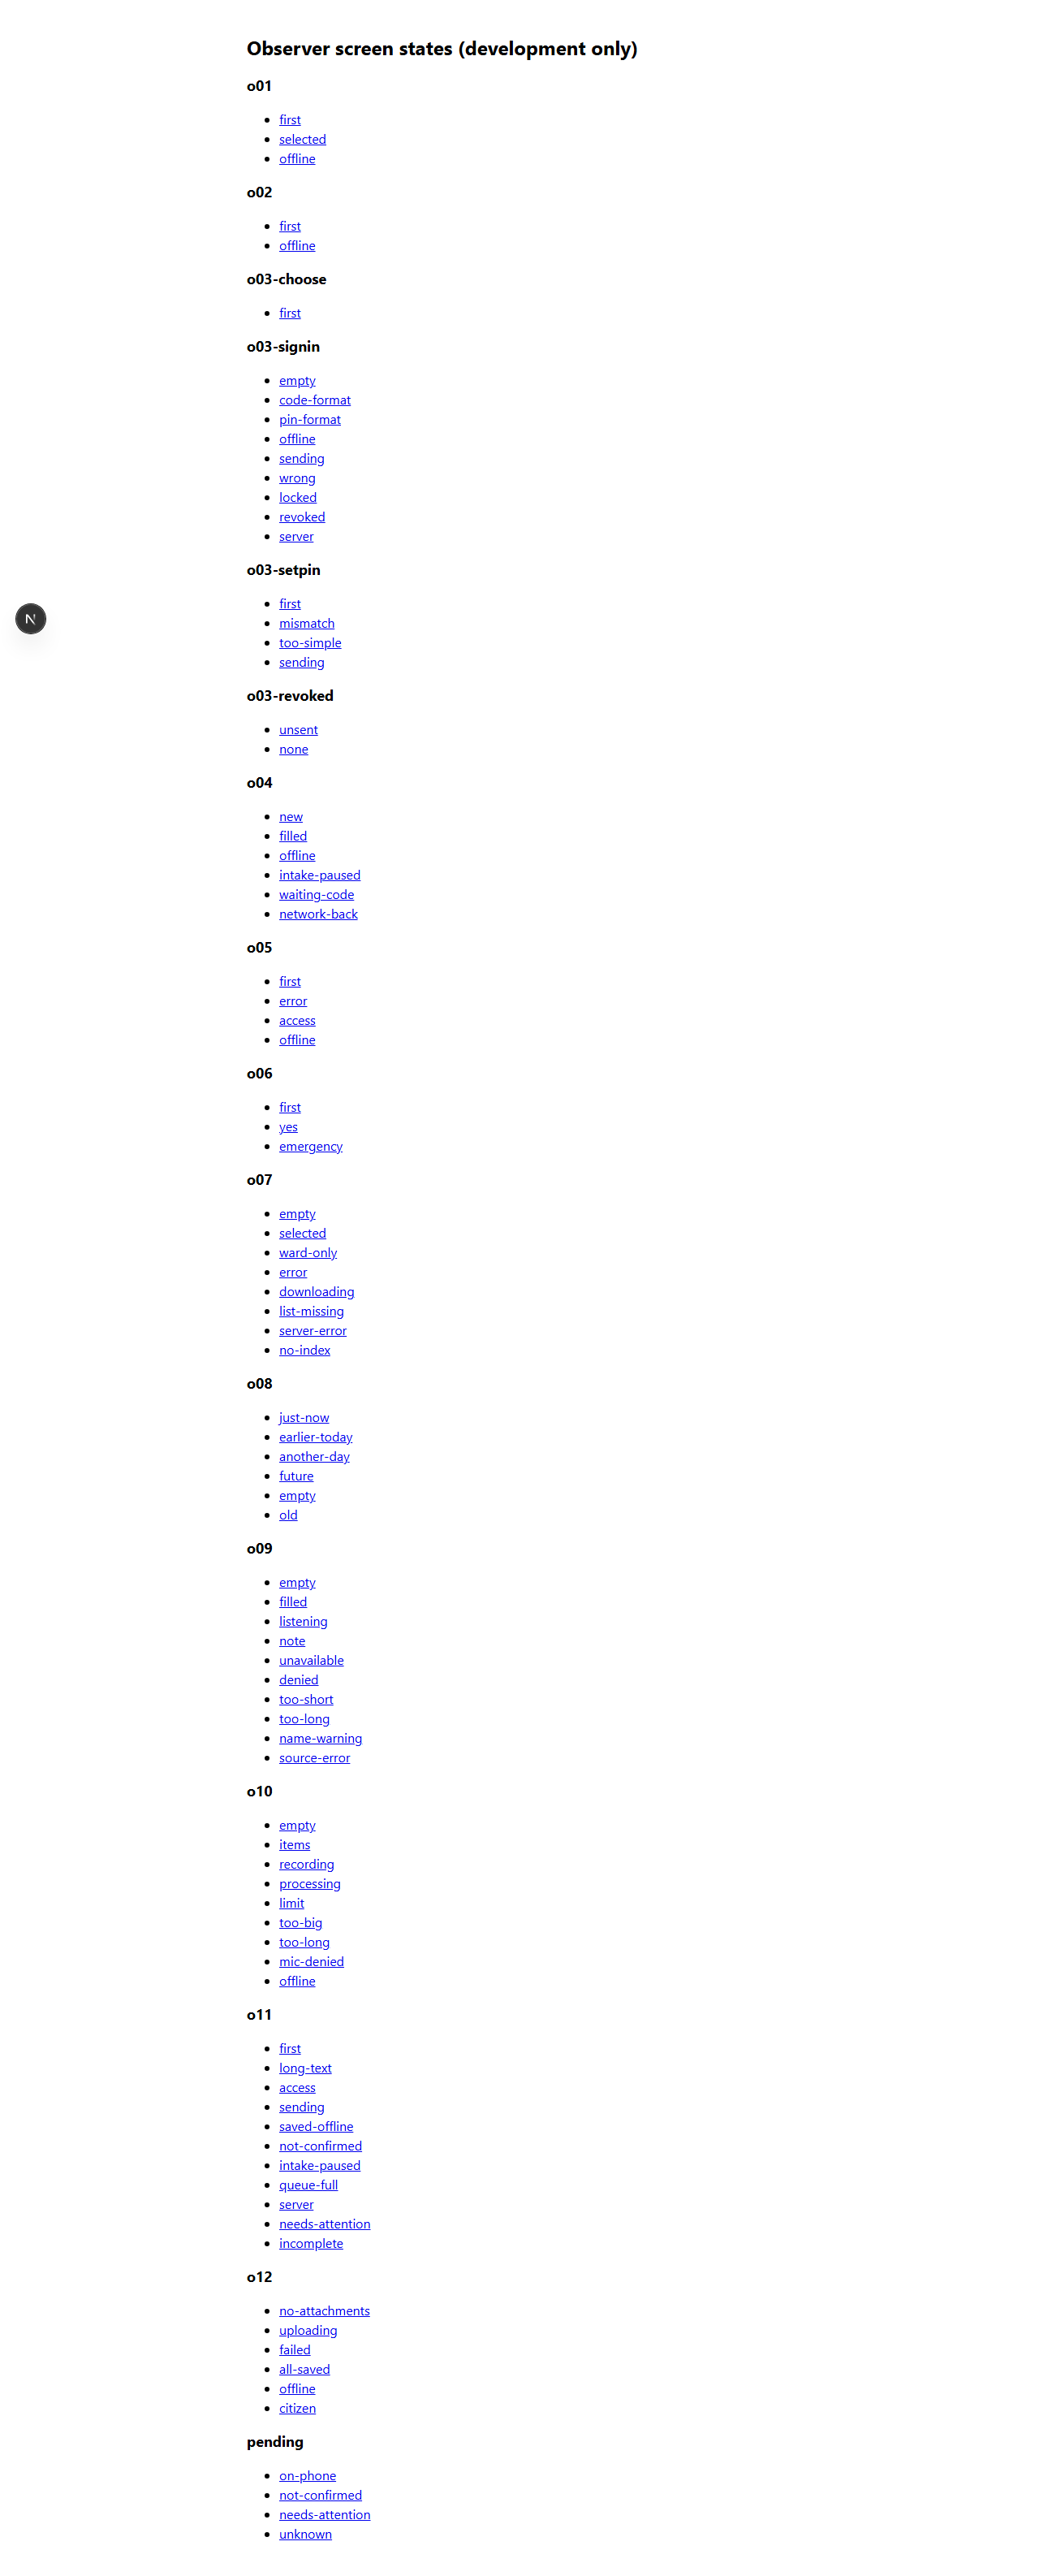 Observer screen states (development only)
o01
first
selected
offline
o02
first
offline
o03-choose
first
o03-signin
empty
code-format
pin-format
offline
sending
wrong
locked
revoked
server
o03-setpin
first
mismatch
too-simple
sending
o03-revoked
unsent
none
o04
new
filled
offline
intake-paused
waiting-code
network-back
o05
first
error
access
offline
o06
first
yes
emergency
o07
empty
selected
ward-only
error
downloading
list-missing
server-error
no-index
o08
just-now
earlier-today
another-day
future
empty
old
o09
empty
filled
listening
note
unavailable
denied
too-short
too-long
name-warning
source-error
o10
empty
items
recording
processing
limit
too-big
too-long
mic-denied
offline
o11
first
long-text
access
sending
saved-offline
not-confirmed
intake-paused
queue-full
server
needs-attention
incomplete
o12
no-attachments
uploading
failed
all-saved
offline
citizen
pending
on-phone
not-confirmed
needs-attention
unknown